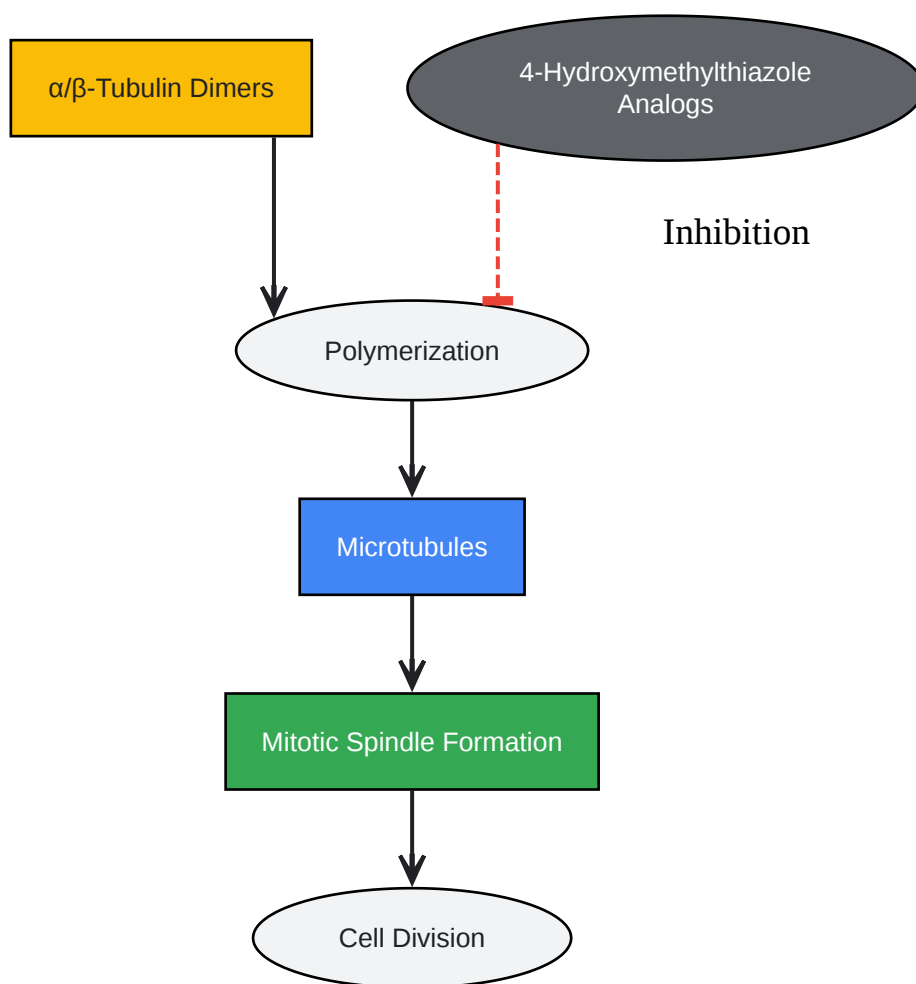 α/β-Tubulin Dimers
4-Hydroxymethylthiazole
Analogs
Inhibition
Polymerization
Microtubules
Mitotic Spindle Formation
Cell Division